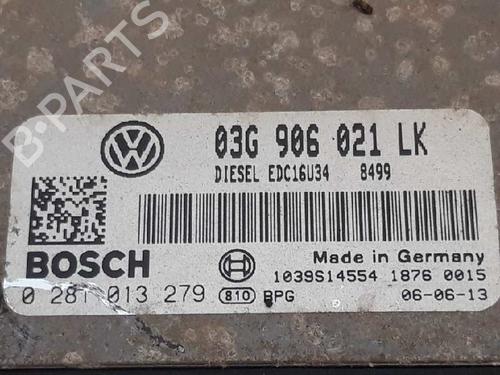 B-PARTS
03G 906 021 LK
DIESEL EDC16U34 8499
BOSCH
Made in Germany
1039S14554 1876 0015
0 281 013 279 810 BPG 06-06-13